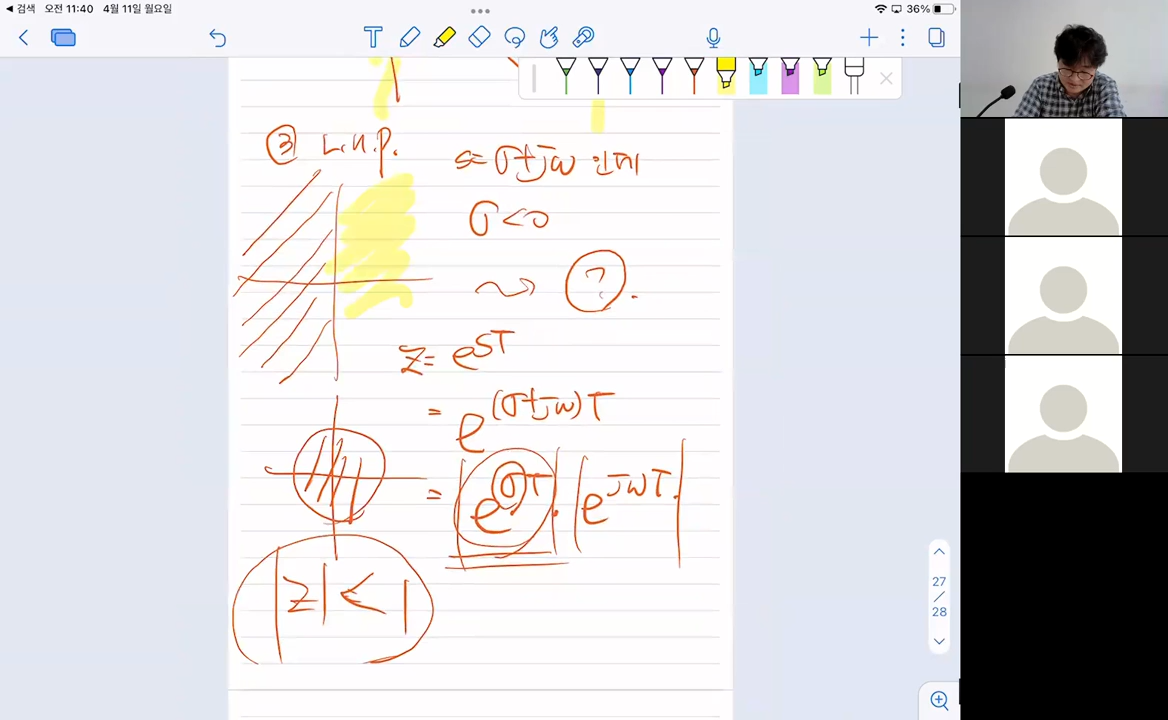 검색 오전 11:40 4월 11일 월요일
36%
T
③ L.H.P.
s=σ+jω 인데
σ<0
?
z= e^{sT}
= e^{(σ+jω)T}
= |e^{σT}|·|e^{jωT}|
|z|<1
27
/
28